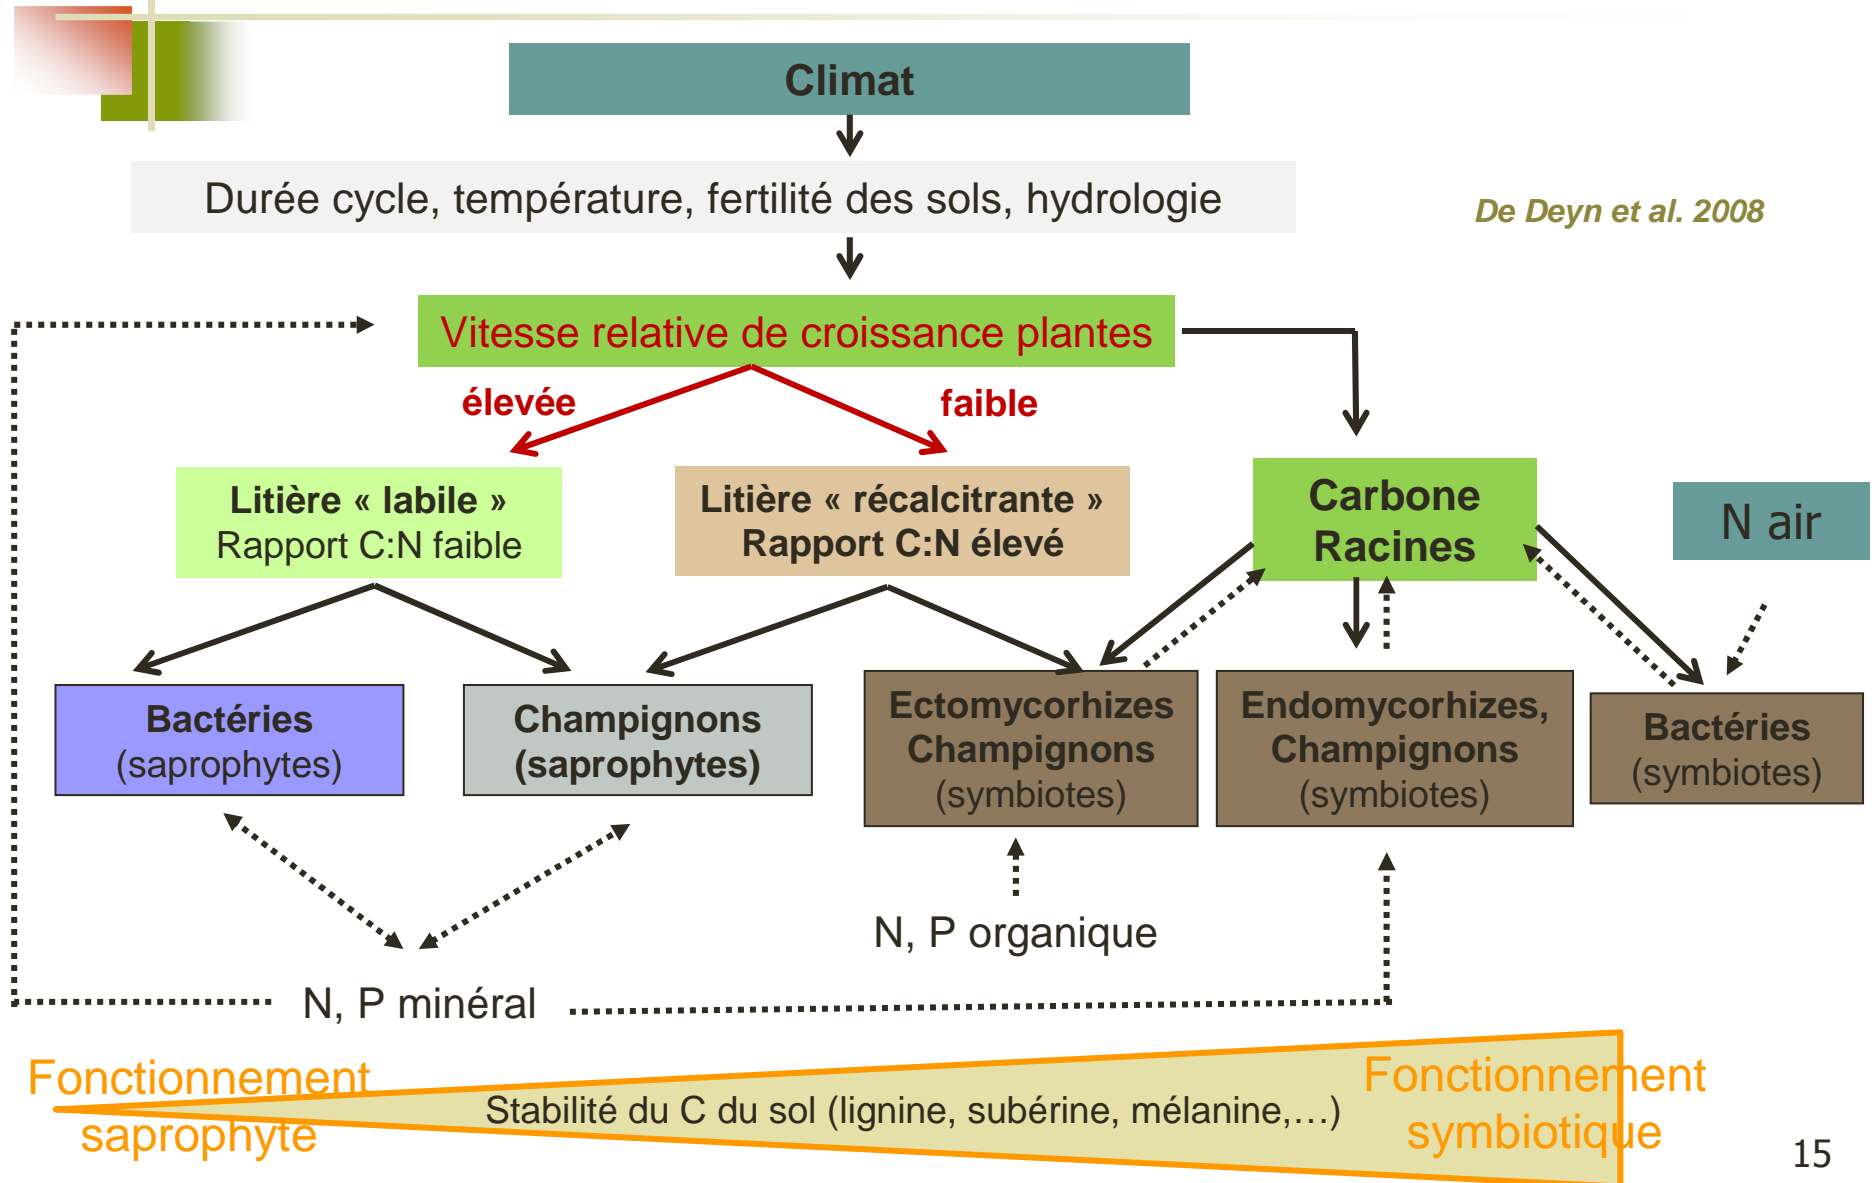 Climat
Durée cycle, température, fertilité des sols, hydrologie
De Deyn et al. 2008
Vitesse relative de croissance plantes
élevée
faible
Litière « labile »
Rapport C:N faible
Litière « récalcitrante »
Rapport C:N élevé
Carbone
Racines
N air
Bactéries
(saprophytes)
Champignons
(saprophytes)
Ectomycorhizes
Champignons
(symbiotes)
Endomycorhizes,
Champignons
(symbiotes)
Bactéries
(symbiotes)
N, P organique
N, P minéral
Fonctionnement
saprophyte
Stabilité du C du sol (lignine, subérine, mélanine,…)
Fonctionnement
symbiotique
15